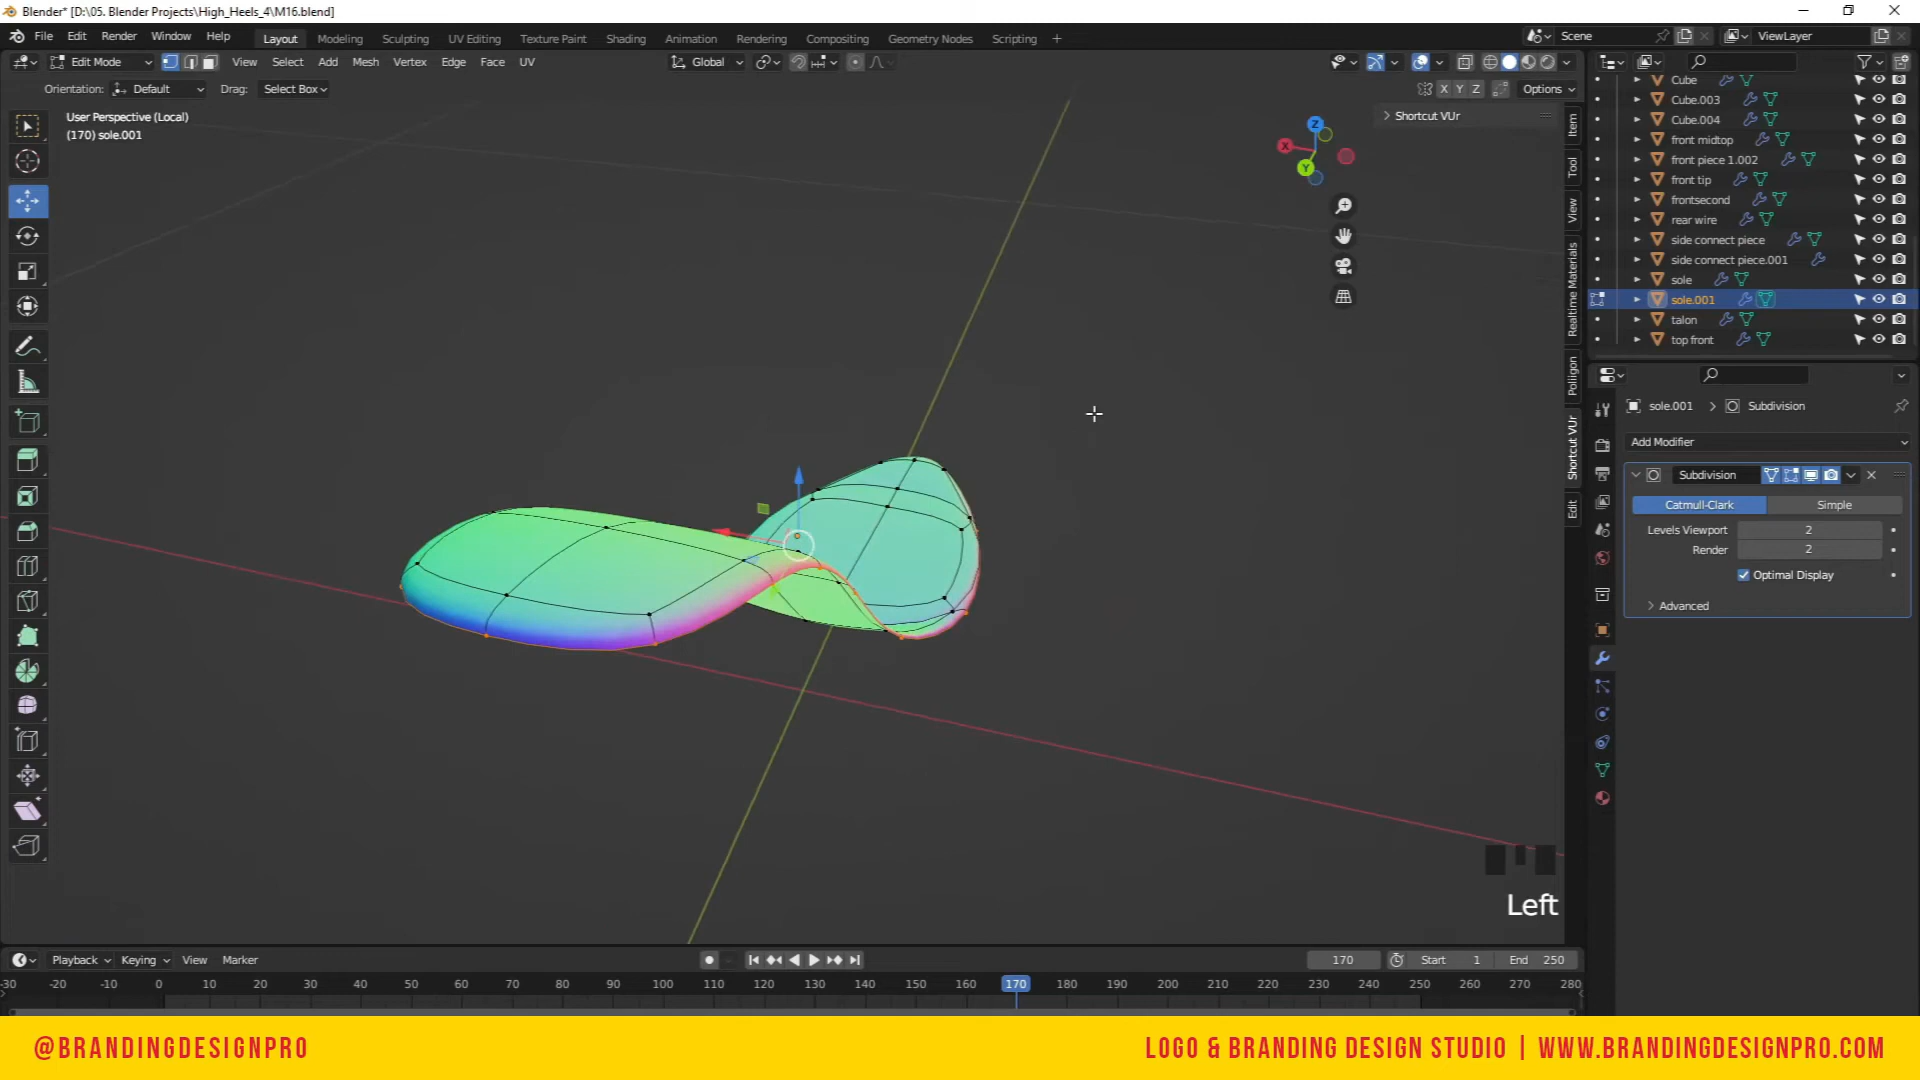 Blender* [D:\05. Blender Projects\High_Heels_4\M16.blend]
File Edit Render Window Help Layout Modeling Sculpting UV Editing Texture Paint Shading Animation Rendering Compositing Geometry Nodes Scripting + Scene ViewLayer
Edit Mode View Select Add Mesh Vertex Edge Face UV Global
Orientation: Default Drag: Select Box X Y Z Options
User Perspective (Local)
(170) sole.001
Shortcut VUr
Z
X
Y
Item
Tool
View
Realtime Materials
Poliigon
Shortcut VUr
Edit
Cube
Cube.003
Cube.004
front midtop
front piece 1.002
front tip
frontsecond
rear wire
side connect piece
side connect piece.001
sole
sole.001
talon
top front
sole.001 > Subdivision
Add Modifier
Subdivision
Catmull-Clark Simple
Levels Viewport 2
Render 2
Optimal Display
Advanced
Left
Playback Keying View Marker 170 Start 1 End 250
-30 -20 -10 0 10 20 30 40 50 60 70 80 90 100 110 120 130 140 150 160 170 180 190 200 210 220 230 240 250 260 270 280
@BRANDINGDESIGNPRO LOGO & BRANDING DESIGN STUDIO | WWW.BRANDINGDESIGNPRO.COM